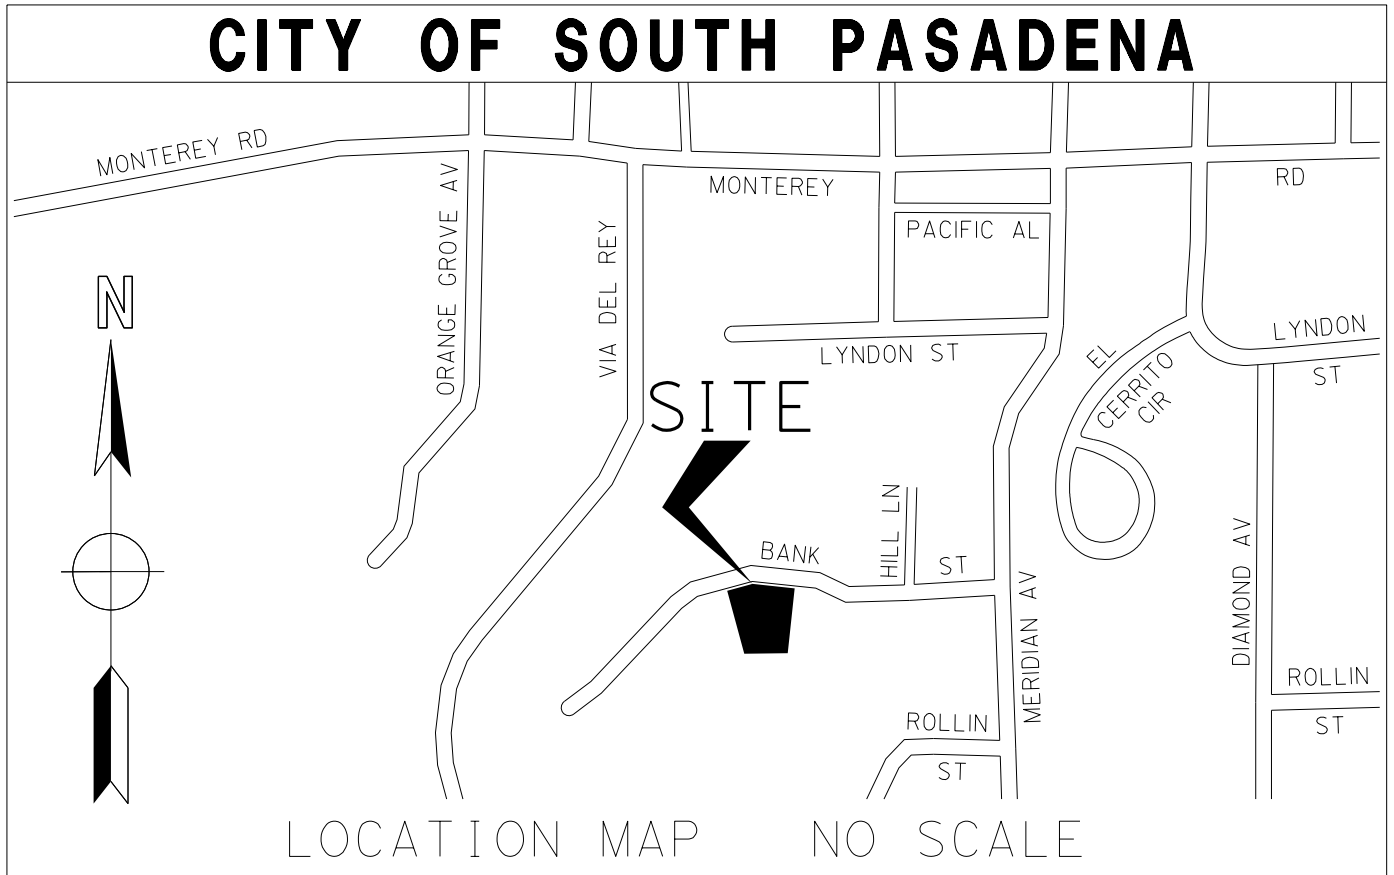 CITY OF SOUTH PASADENA
MONTEREY RD
MONTEREY
RD
ORANGE GROVE AV
VIA DEL REY
PACIFIC AL
N
LYNDON ST
EL
CERRITO
CIR
LYNDON
ST
SITE
BANK
HILL LN
ST
MERIDIAN AV
DIAMOND AV
ROLLIN
ST
ROLLIN
ST
LOCATION MAP NO SCALE